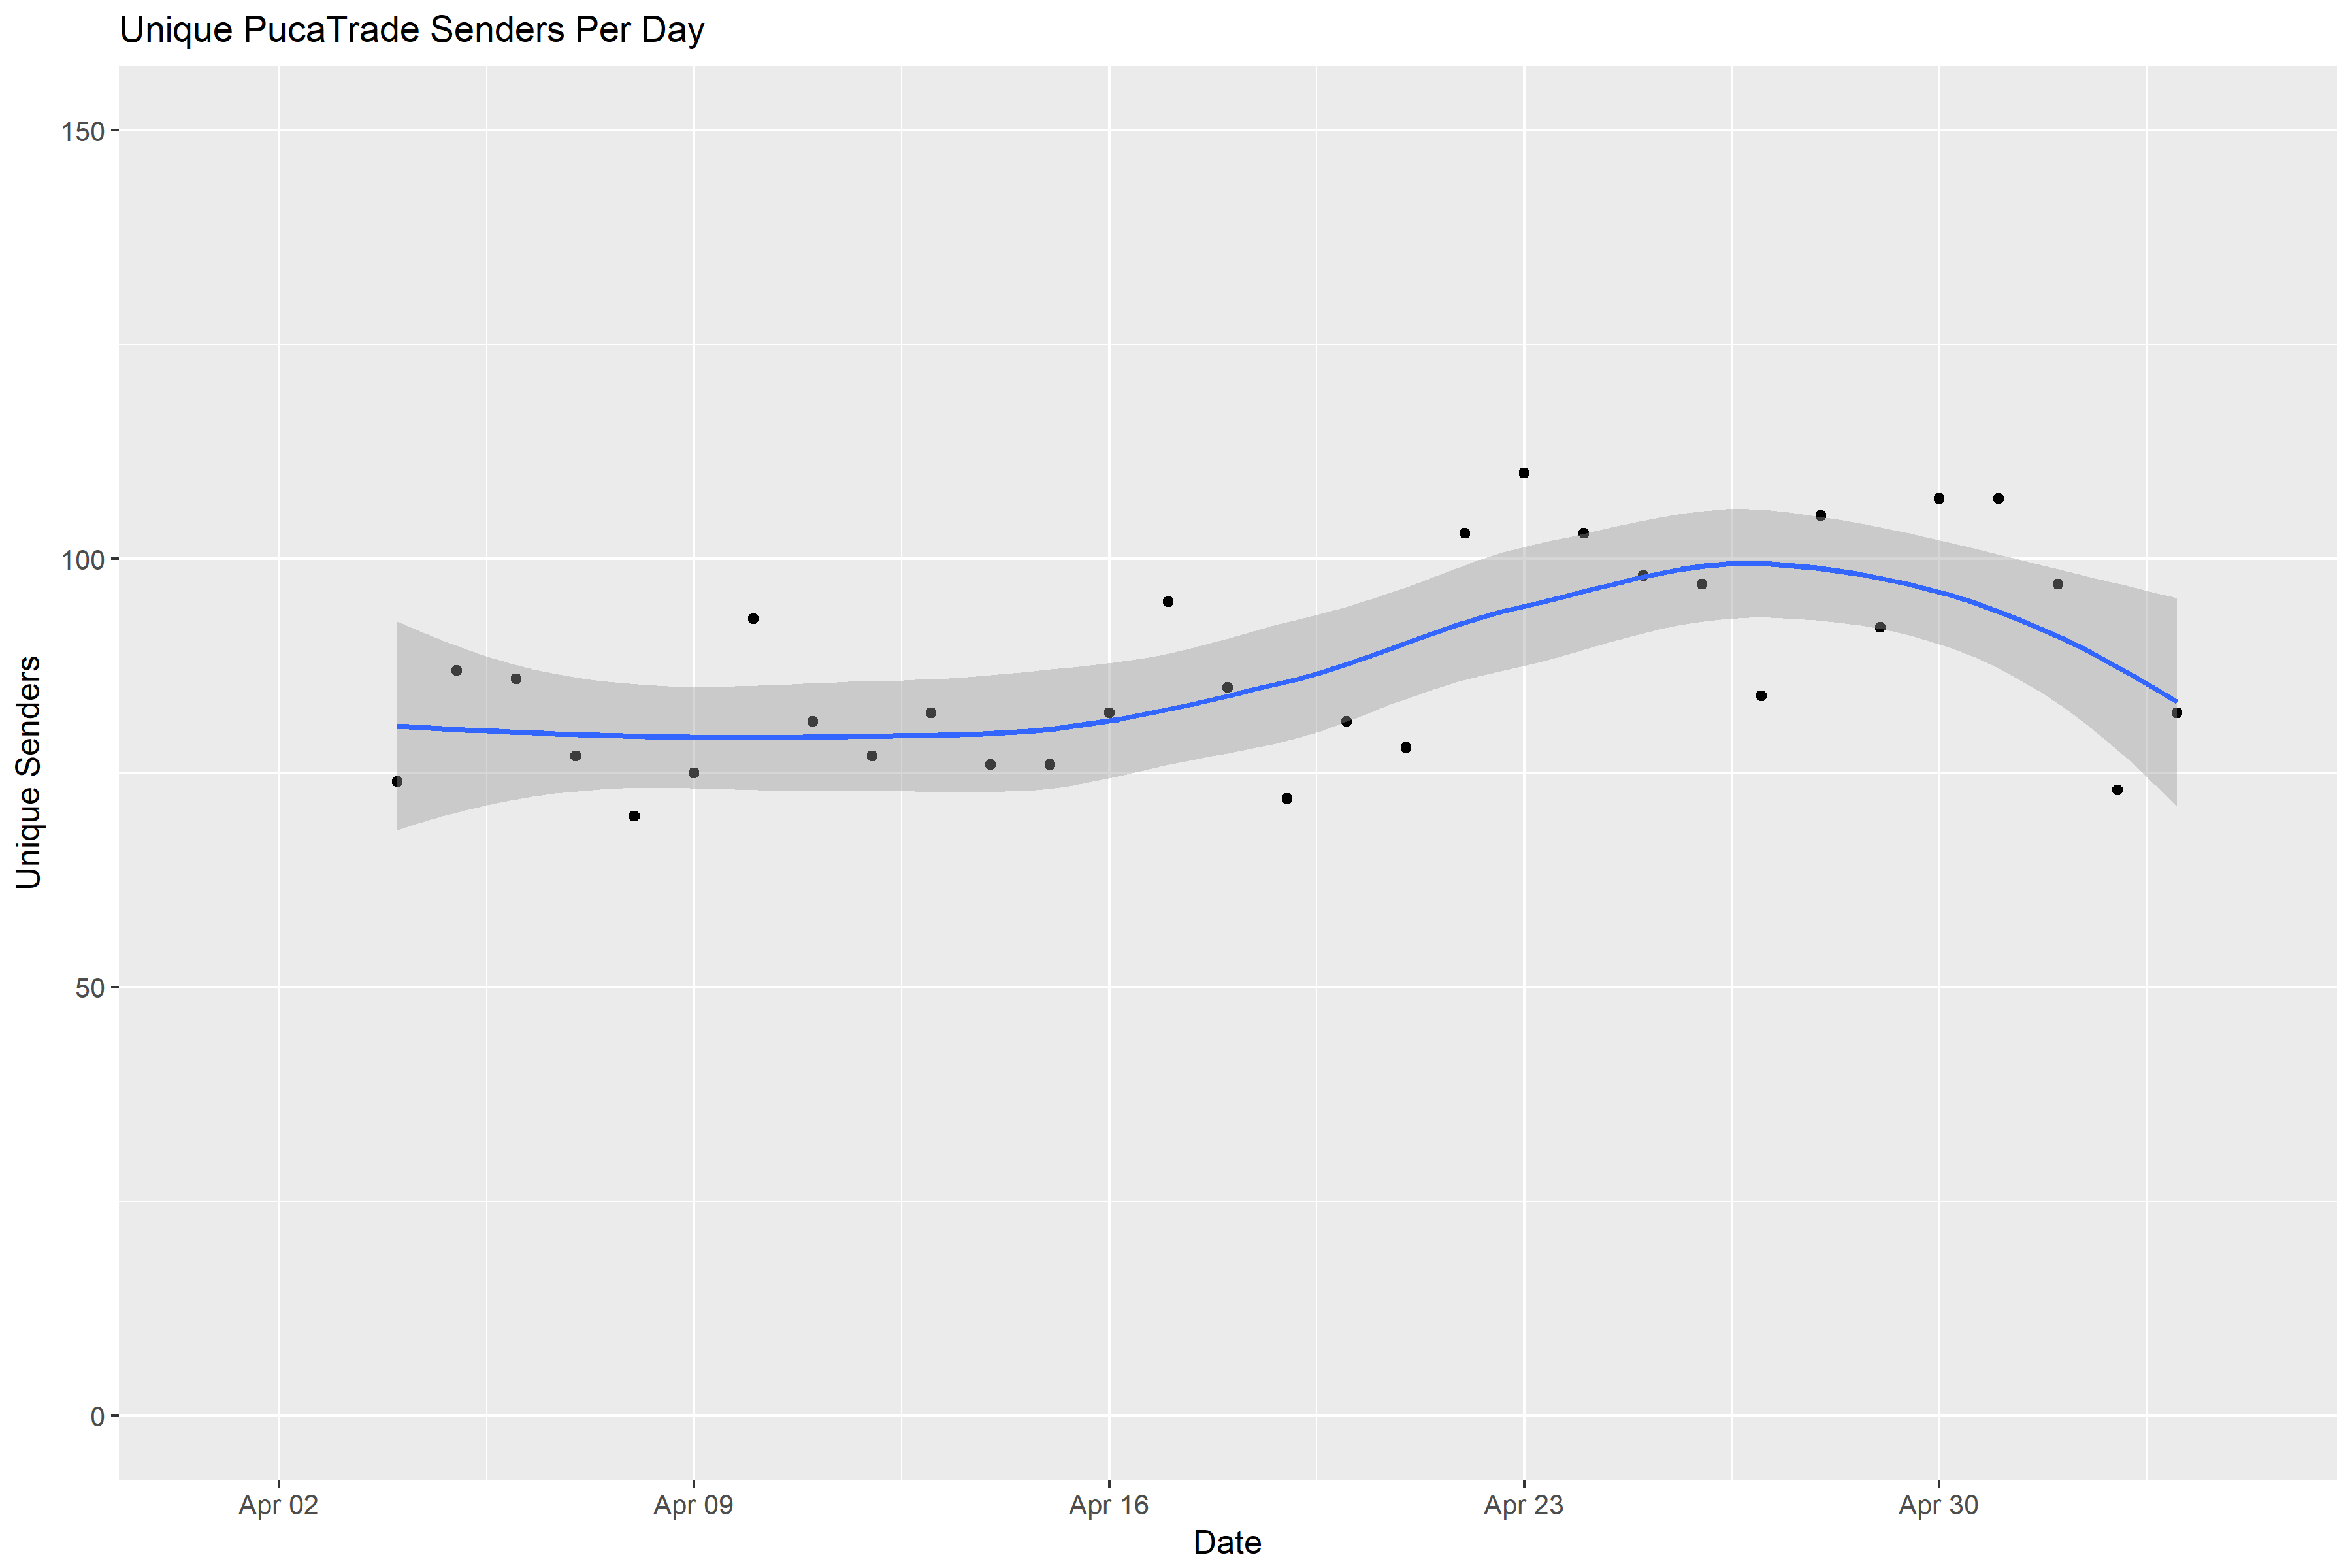 Unique PucaTrade Senders Per Day
Unique Senders
150
100
50
0
Apr 02
Apr 09
Apr 16
Apr 23
Apr 30
Date